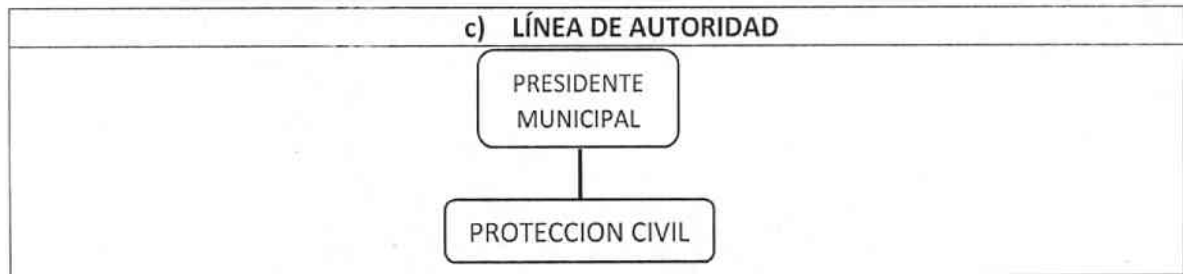 c) LÍNEA DE AUTORIDAD
PRESIDENTE
MUNICIPAL
PROTECCION CIVIL